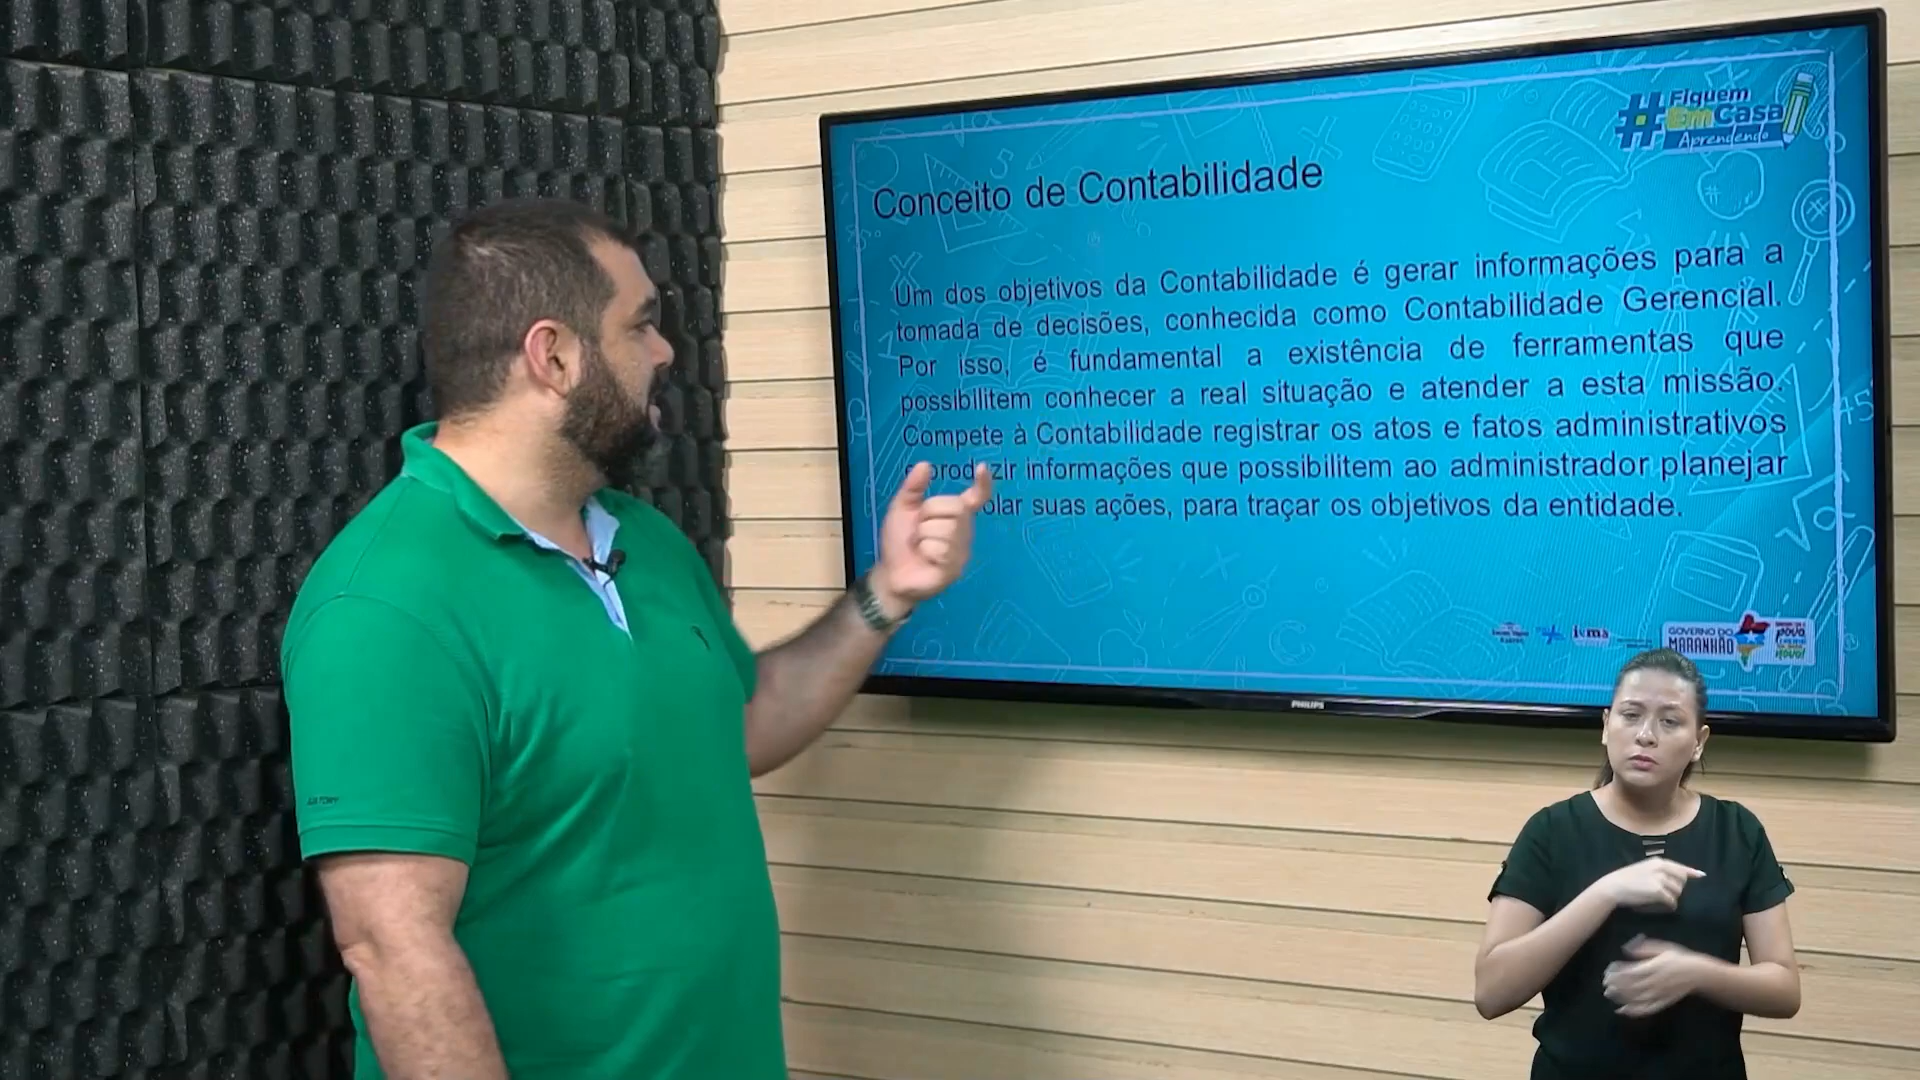 #Fiquem
EmCasa
Aprendendo
Conceito de Contabilidade
Um dos objetivos da Contabilidade é gerar informações para a
tomada de decisões, conhecida como Contabilidade Gerencial.
Por isso, é fundamental a existência de ferramentas que
possibilitem conhecer a real situação e atender a esta missão.
Compete à Contabilidade registrar os atos e fatos administrativos
informações que possibilitem ao administrador planejar
suas ações, para traçar os objetivos da entidade.
iema
GOVERNO DO
MARANHÃO
PHILIPS